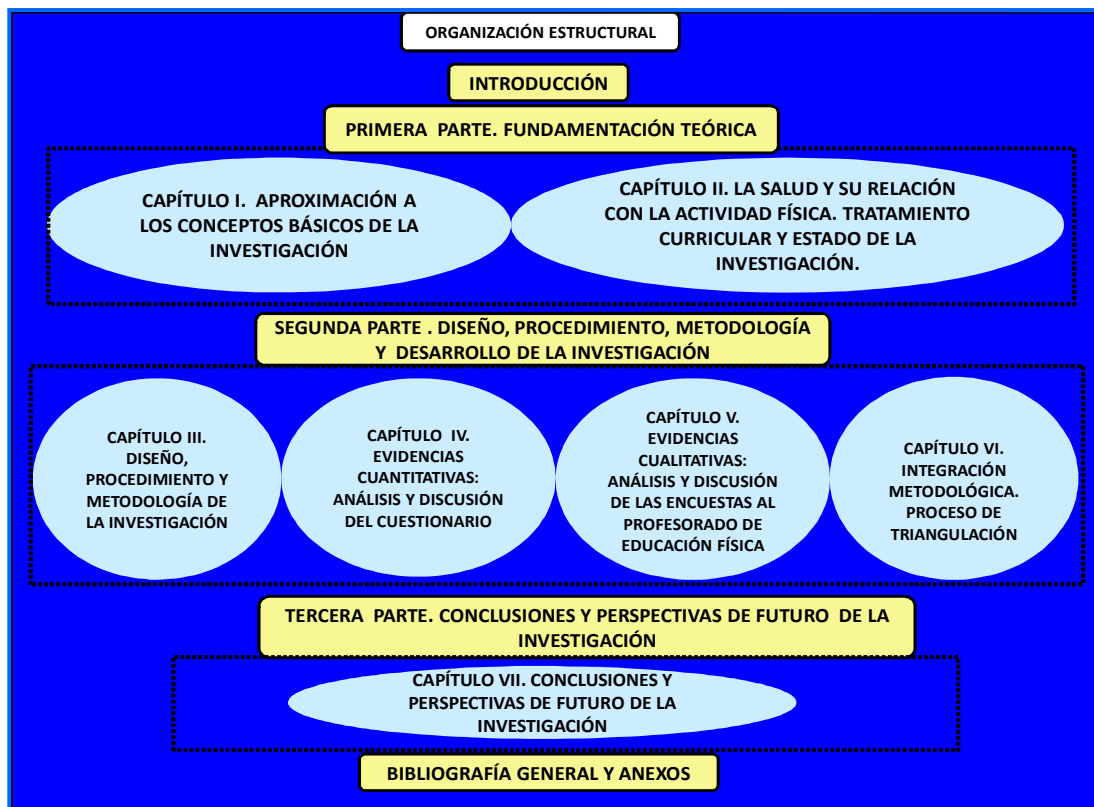 ORGANIZACIÓN ESTRUCTURAL
INTRODUCCIÓN
PRIMERA PARTE. FUNDAMENTACIÓN TEÓRICA
CAPÍTULO I. APROXIMACIÓN A
LOS CONCEPTOS BÁSICOS DE LA
INVESTIGACIÓN
CAPÍTULO II. LA SALUD Y SU RELACIÓN
CON LA ACTIVIDAD FÍSICA. TRATAMIENTO
CURRICULAR Y ESTADO DE LA
INVESTIGACIÓN.
SEGUNDA PARTE . DISEÑO, PROCEDIMIENTO, METODOLOGÍA
Y DESARROLLO DE LA INVESTIGACIÓN
CAPÍTULO III.
DISEÑO,
PROCEDIMIENTO Y
METODOLOGÍA DE
LA INVESTIGACIÓN
CAPÍTULO IV.
EVIDENCIAS
CUANTITATIVAS:
ANÁLISIS Y DISCUSIÓN
DEL CUESTIONARIO
CAPÍTULO V.
EVIDENCIAS
CUALITATIVAS:
ANÁLISIS Y DISCUSIÓN
DE LAS ENCUESTAS AL
PROFESORADO DE
EDUCACIÓN FÍSICA
CAPÍTULO VI.
INTEGRACIÓN
METODOLÓGICA.
PROCESO DE
TRIANGULACIÓN
TERCERA PARTE. CONCLUSIONES Y PERSPECTIVAS DE FUTURO DE LA
INVESTIGACIÓN
CAPÍTULO VII. CONCLUSIONES Y
PERSPECTIVAS DE FUTURO DE LA
INVESTIGACIÓN
BIBLIOGRAFÍA GENERAL Y ANEXOS